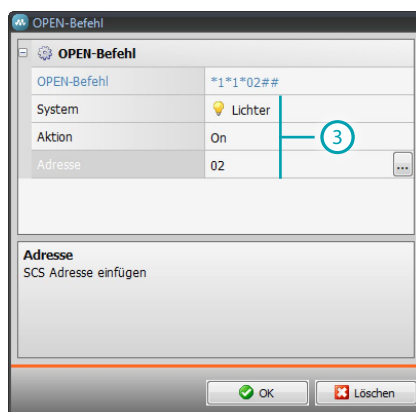 OPEN-Befehl
OPEN-Befehl
OPEN-Befehl *1*1*02##
System Lichter
Aktion On
3
Adresse 02 ...
Adresse
SCS Adresse einfügen
OK Löschen